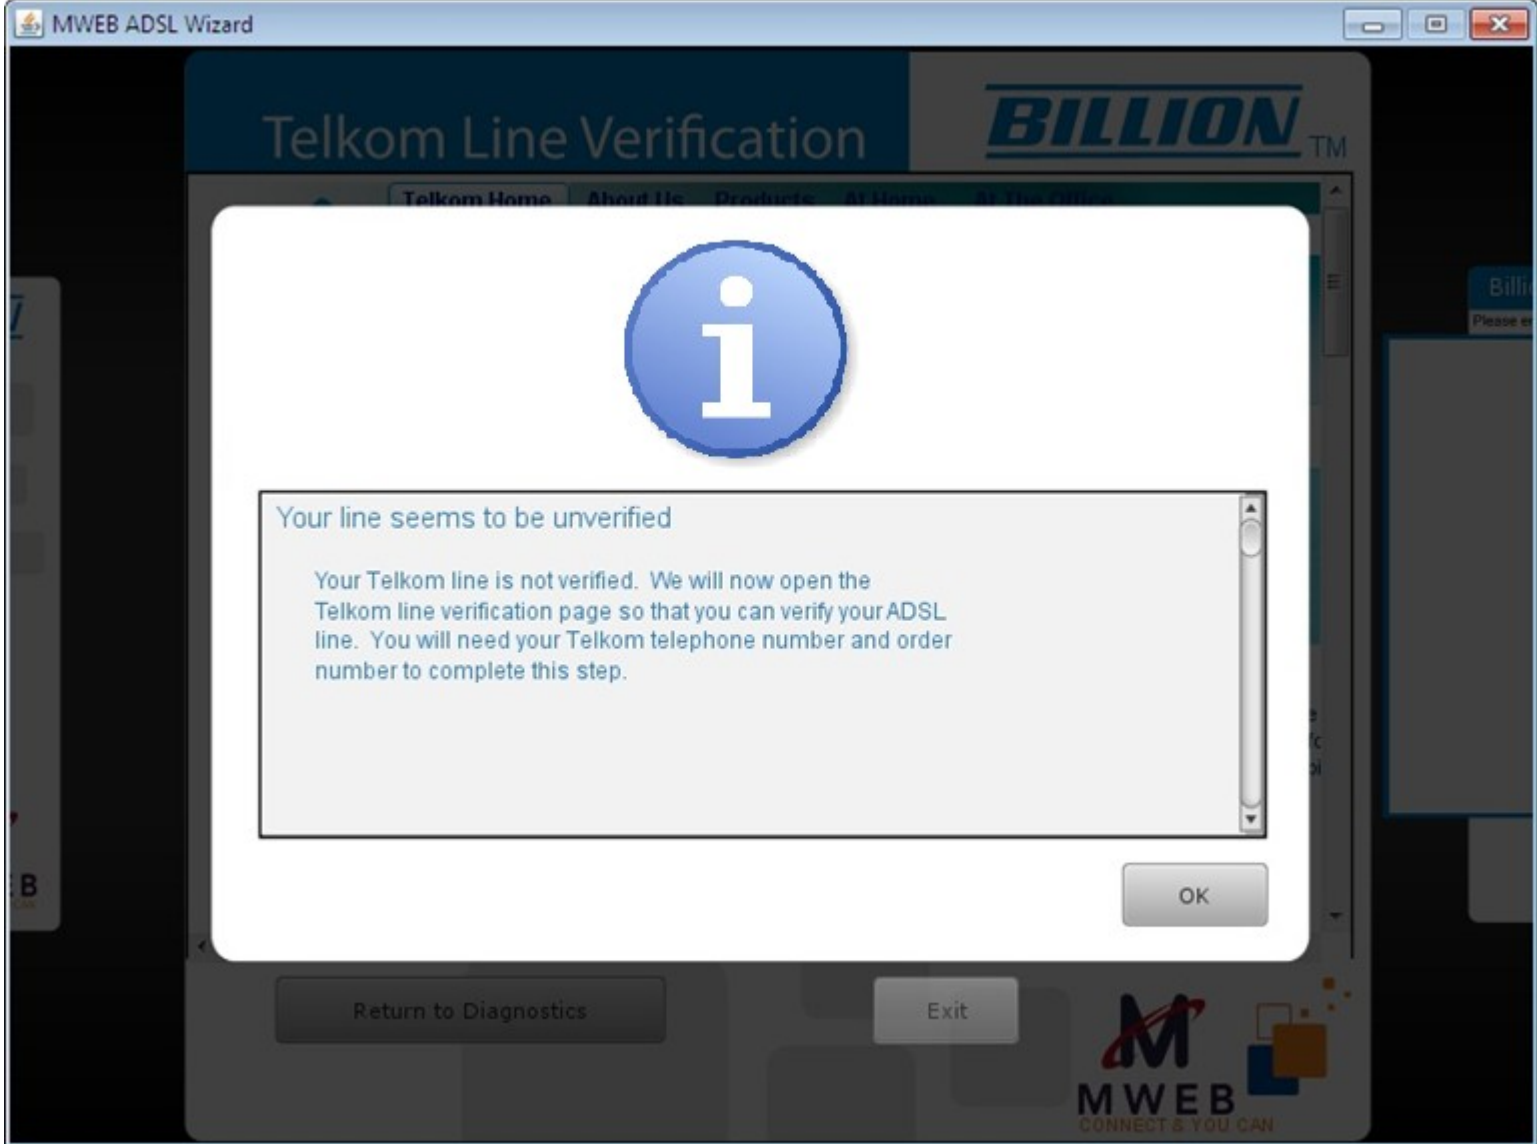 MWEB ADSL Wizard
Telkom Line Verification
BILLION TM
Telkom Home About Us Products At Home At The Office
Billi
Please e
Your line seems to be unverified
Your Telkom line is not verified. We will now open the
Telkom line verification page so that you can verify your ADSL
line. You will need your Telkom telephone number and order
number to complete this step.
OK
EB
Return to Diagnostics
Exit
MWEB
CONNECT & YOU CAN